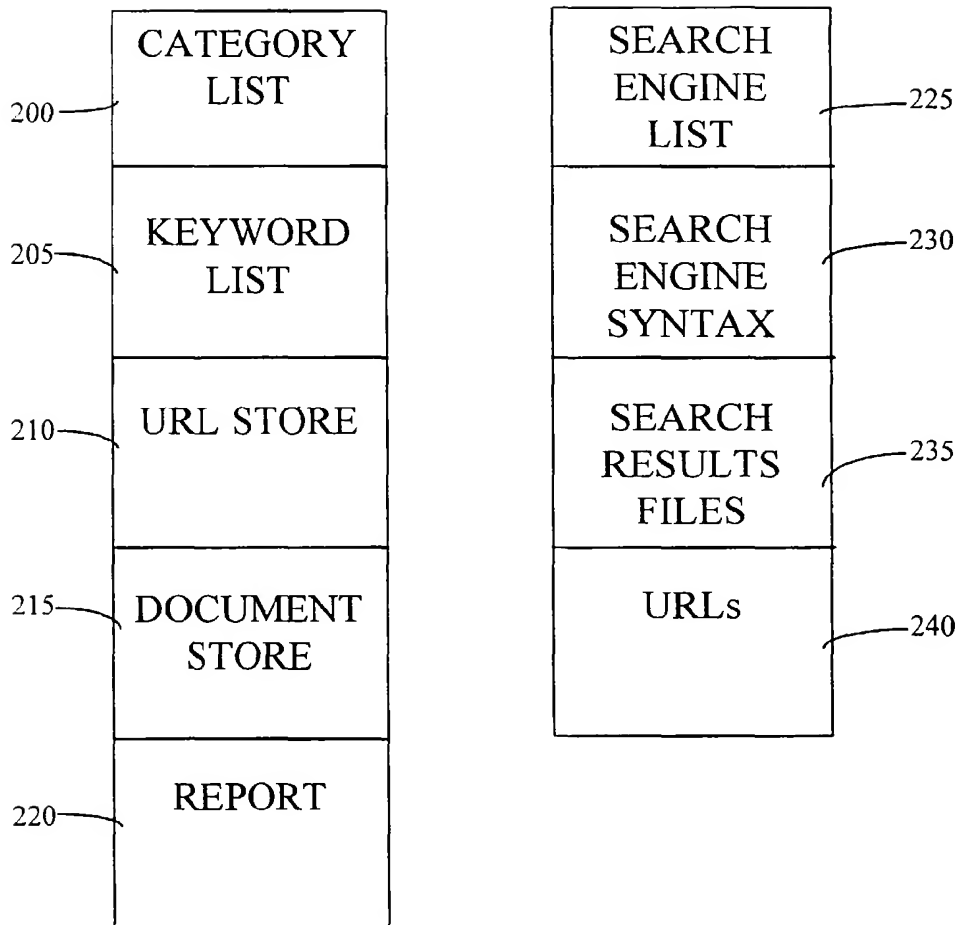 CATEGORY
LIST
200
KEYWORD
LIST
205
URL STORE
210
DOCUMENT
STORE
215
REPORT
220
SEARCH
ENGINE
LIST
225
SEARCH
ENGINE
SYNTAX
230
SEARCH
RESULTS
FILES
235
URLs
240